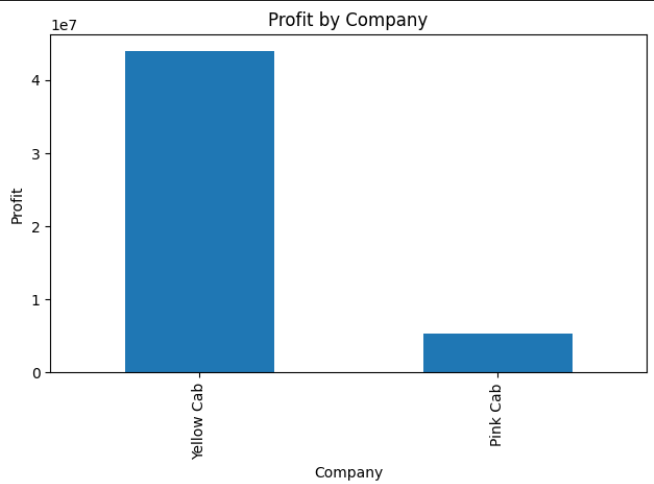 Profit by Company
1e7
4
3
2
1
0
Profit
Yellow Cab
Pink Cab
Company